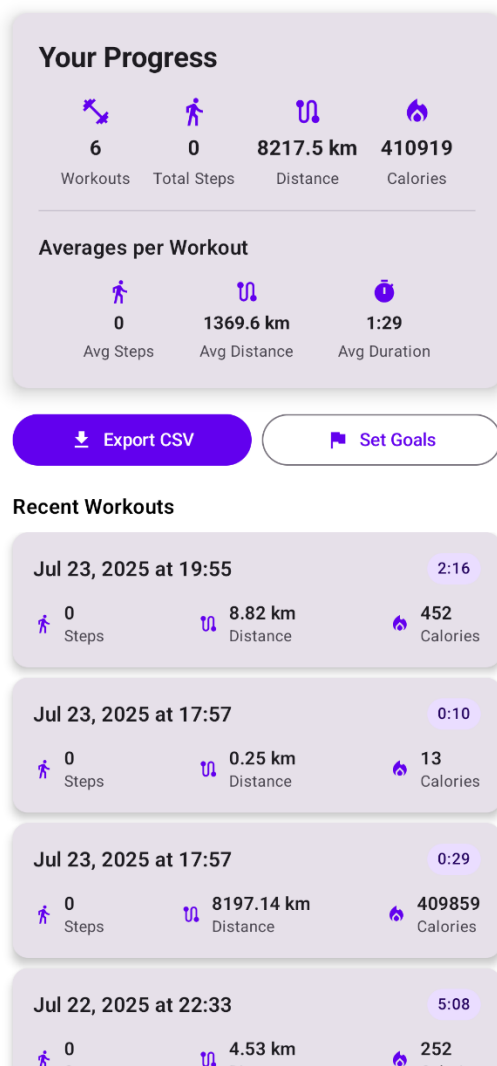 Your Progress
6 0 8217.5 km 410919
Workouts Total Steps Distance Calories
Averages per Workout
0 1369.6 km 1:29
Avg Steps Avg Distance Avg Duration
Export CSV Set Goals
Recent Workouts
Jul 23, 2025 at 19:55 2:16
0 8.82 km 452
Steps Distance Calories
Jul 23, 2025 at 17:57 0:10
0 0.25 km 13
Steps Distance Calories
Jul 23, 2025 at 17:57 0:29
0 8197.14 km 409859
Steps Distance Calories
Jul 22, 2025 at 22:33 5:08
0 4.53 km 252